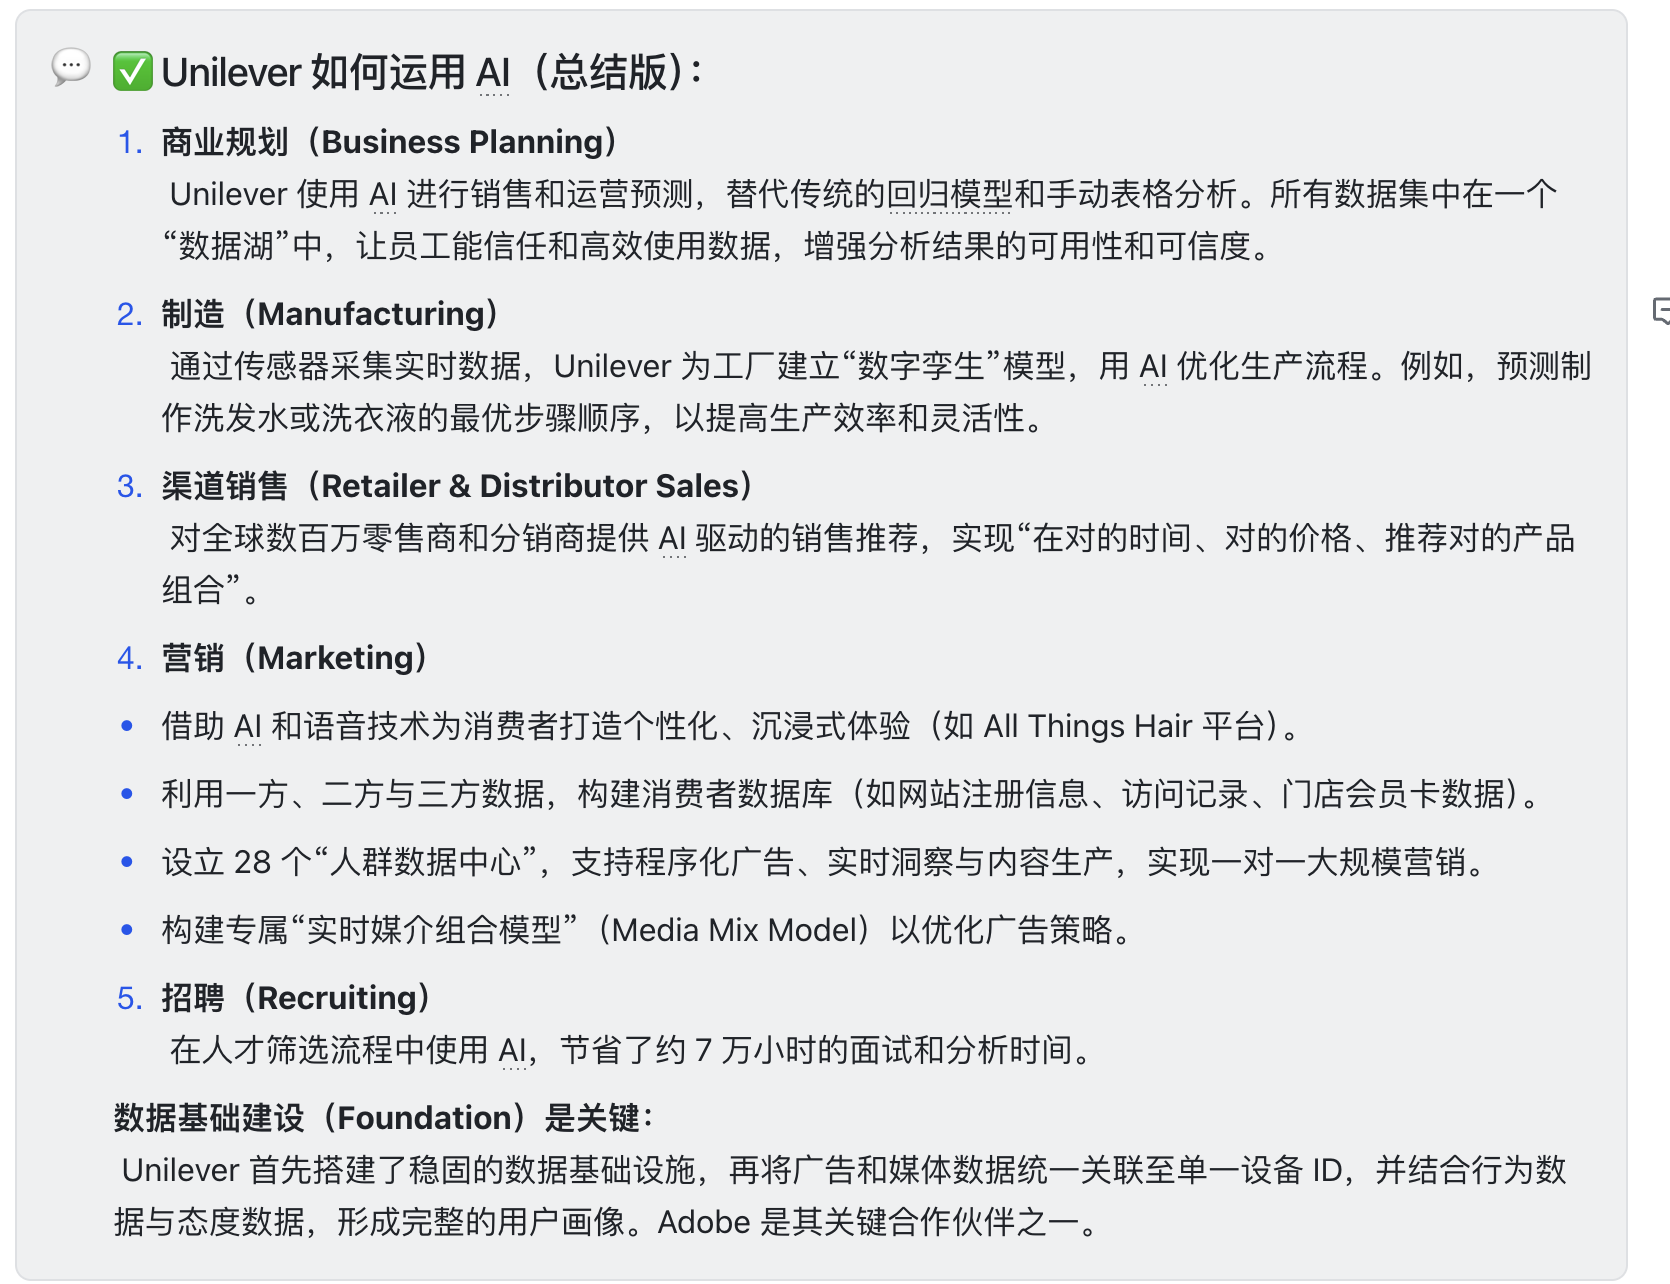 ✅ Unilever 如何运用 AI（总结版）：
1. 商业规划（Business Planning）
Unilever 使用 AI 进行销售和运营预测，替代传统的回归模型和手动表格分析。所有数据集中在一个
“数据湖”中，让员工能信任和高效使用数据，增强分析结果的可用性和可信度。
2. 制造（Manufacturing）
通过传感器采集实时数据，Unilever 为工厂建立“数字孪生”模型，用 AI 优化生产流程。例如，预测制
作洗发水或洗衣液的最优步骤顺序，以提高生产效率和灵活性。
3. 渠道销售（Retailer & Distributor Sales）
对全球数百万零售商和分销商提供 AI 驱动的销售推荐，实现“在对的时间、对的价格、推荐对的产品
组合”。
4. 营销（Marketing）
• 借助 AI 和语音技术为消费者打造个性化、沉浸式体验（如 All Things Hair 平台）。
• 利用一方、二方与三方数据，构建消费者数据库（如网站注册信息、访问记录、门店会员卡数据）。
• 设立 28 个“人群数据中心”，支持程序化广告、实时洞察与内容生产，实现一对一大规模营销。
• 构建专属“实时媒介组合模型”（Media Mix Model）以优化广告策略。
5. 招聘（Recruiting）
在人才筛选流程中使用 AI，节省了约 7 万小时的面试和分析时间。
数据基础建设（Foundation）是关键：
Unilever 首先搭建了稳固的数据基础设施，再将广告和媒体数据统一关联至单一设备 ID，并结合行为数
据与态度数据，形成完整的用户画像。Adobe 是其关键合作伙伴之一。